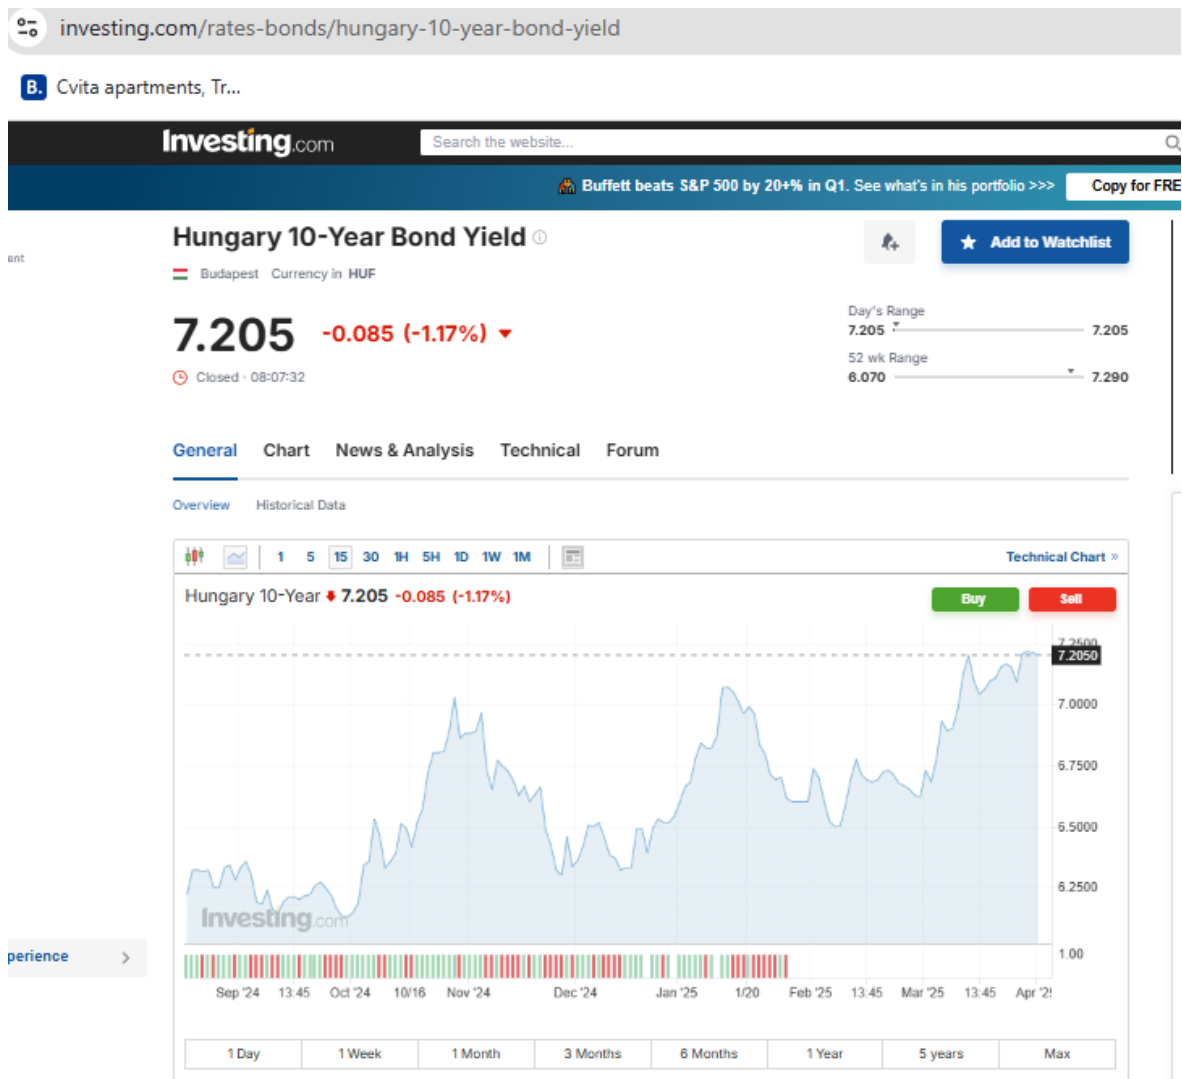 investing.com/rates-bonds/hungary-10-year-bond-yield
B. Cvita apartments, Tr...
Investing.com
Search the website...
Buffett beats S&P 500 by 20+% in Q1. See what's in his portfolio >>>
Copy for FRE
Hungary 10-Year Bond Yield
Add to Watchlist
ent
Budapest Currency in HUF
7.205 -0.085 (-1.17%)
Closed · 08:07:32
Day's Range
7.205 7.205
52 wk Range
6.070 7.290
General Chart News & Analysis Technical Forum
Overview Historical Data
1 5 15 30 1H 5H 1D 1W 1M
Technical Chart »
Hungary 10-Year 7.205 -0.085 (-1.17%)
Buy Sell
7.2500
7.2050
7.0000
6.7500
6.5000
6.2500
Investing.com
1.00
perience
Sep '24 13:45 Oct '24 10/16 Nov '24 Dec '24 Jan '25 1/20 Feb '25 13:45 Mar '25 13:45 Apr '25
1 Day 1 Week 1 Month 3 Months 6 Months 1 Year 5 years Max